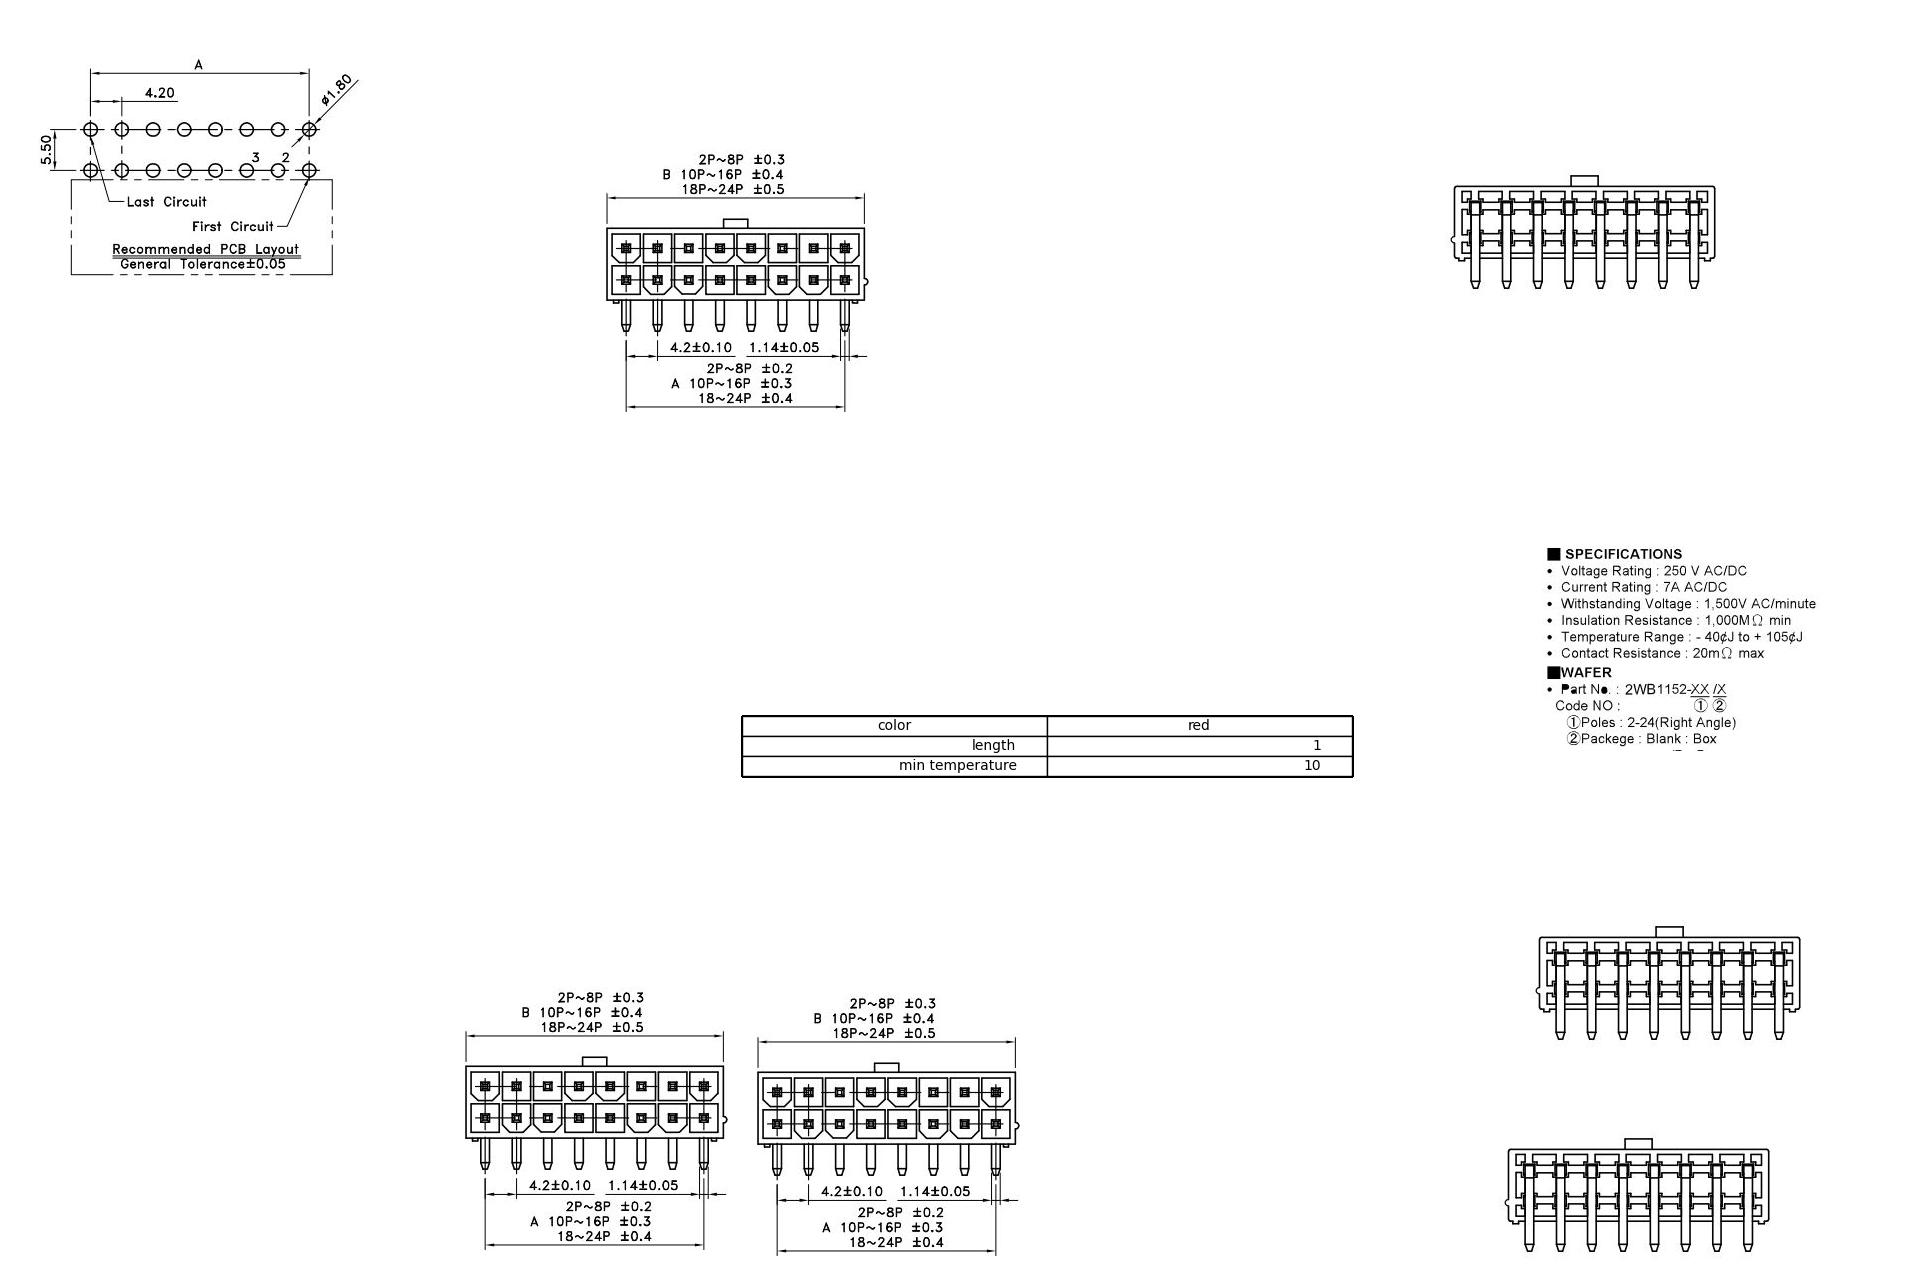 A
4.20
ø1.80
5.50
3 2
Last Circuit
First Circuit
Recommended PCB Layout
General Tolerance±0.05
2P~8P ±0.3
B 10P~16P ±0.4
18P~24P ±0.5
4.2±0.10 1.14±0.05
2P~8P ±0.2
A 10P~16P ±0.3
18~24P ±0.4
■ SPECIFICATIONS
• Voltage Rating : 250 V AC/DC
• Current Rating : 7A AC/DC
• Withstanding Voltage : 1,500V AC/minute
• Insulation Resistance : 1,000MΩ min
• Temperature Range : - 40¢J to + 105¢J
• Contact Resistance : 20mΩ max
■WAFER
• Part No. : 2WB1152-XX /X
Code NO : ① ②
①Poles : 2-24(Right Angle)
②Packege : Blank : Box
color red
length 1
min temperature 10
2P~8P ±0.3
B 10P~16P ±0.4
18P~24P ±0.5
4.2±0.10 1.14±0.05
2P~8P ±0.2
A 10P~16P ±0.3
18~24P ±0.4
2P~8P ±0.3
B 10P~16P ±0.4
18P~24P ±0.5
4.2±0.10 1.14±0.05
2P~8P ±0.2
A 10P~16P ±0.3
18~24P ±0.4